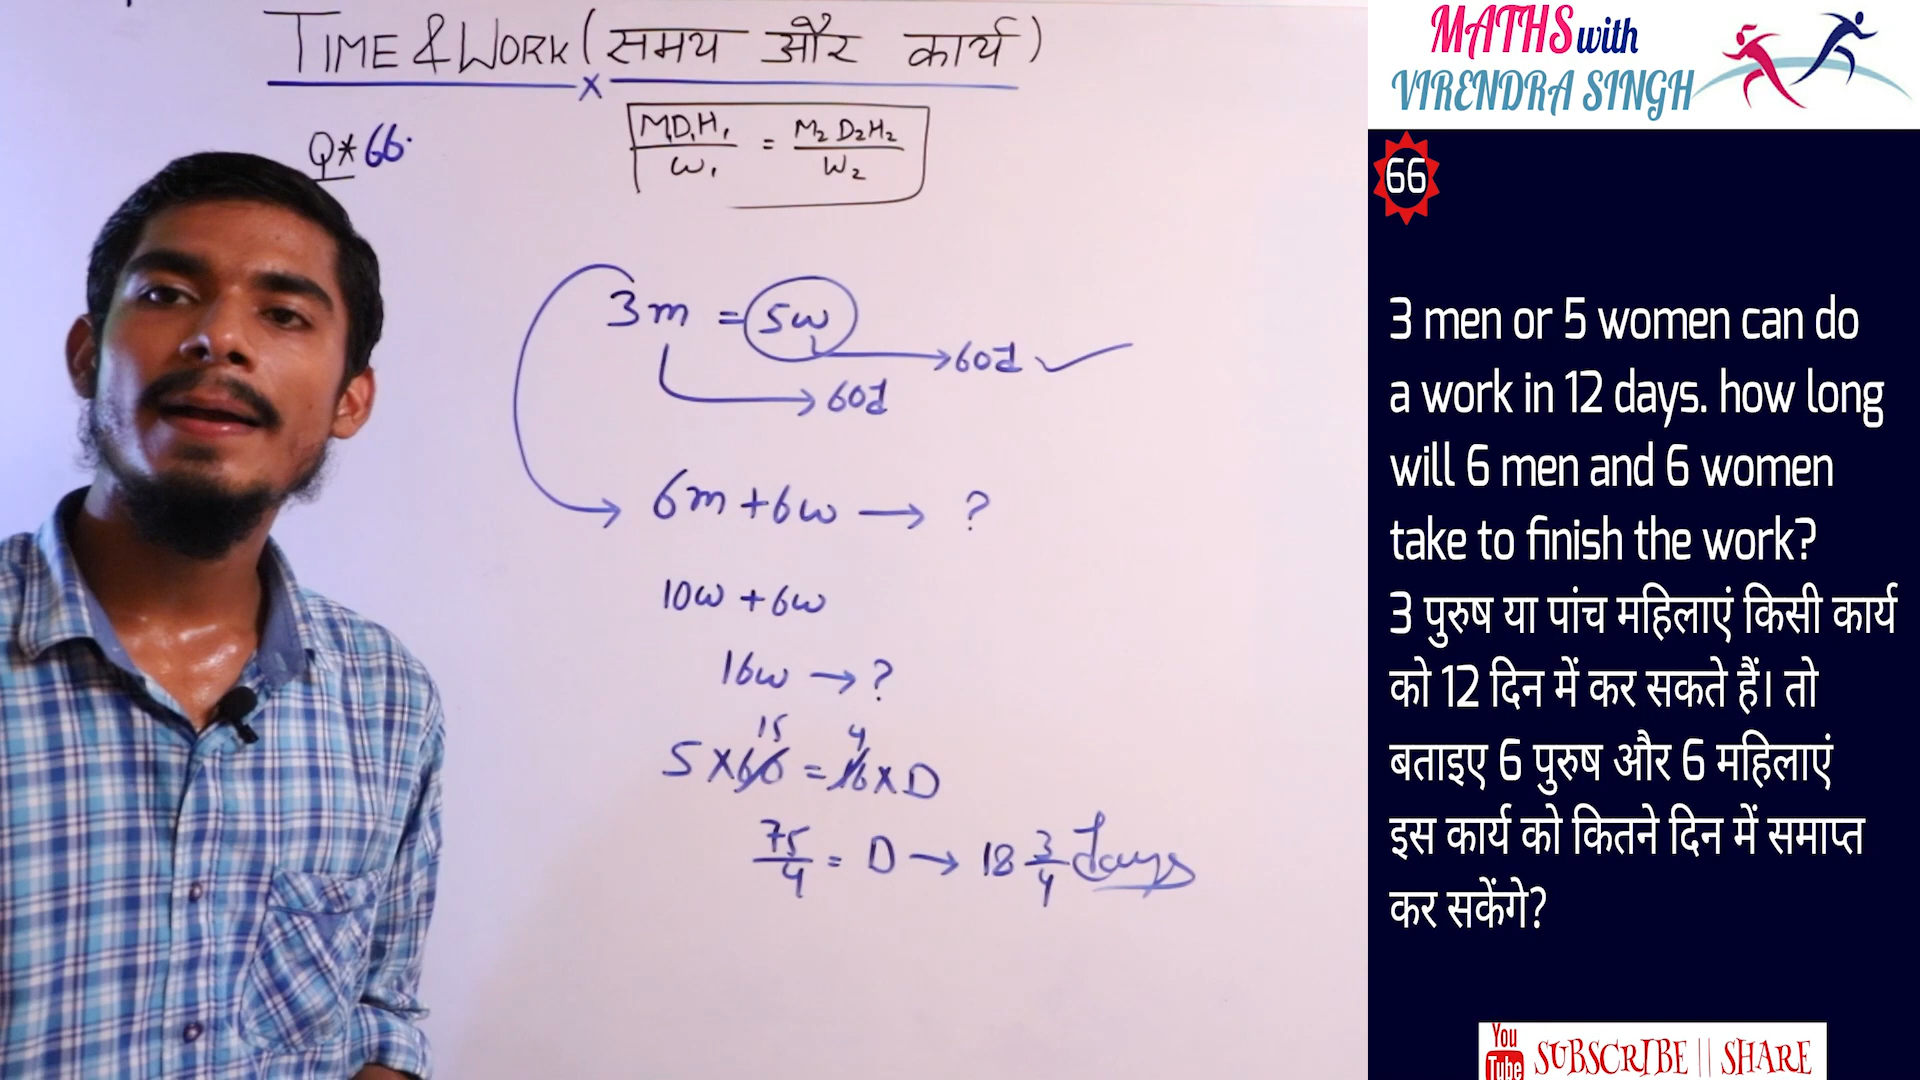 TIME & WORK (समय और कार्य)
x
Q* 66.
M1D1H1/W1 = M2D2H2/W2
3m = 5w
→ 60d ✓
→ 60d
6m + 6w → ?
10w + 6w
16w → ?
15 4
5 × 60 = 16 × D
75/4 = D → 18 3/4 days
MATHS with
VIRENDRA SINGH
66
3 men or 5 women can do
a work in 12 days. how long
will 6 men and 6 women
take to finish the work?
3 पुरुष या पांच महिलाएं किसी कार्य
को 12 दिन में कर सकते हैं। तो
बताइए 6 पुरुष और 6 महिलाएं
इस कार्य को कितने दिन में समाप्त
कर सकेंगे?
You
Tube
SUBSCRIBE || SHARE